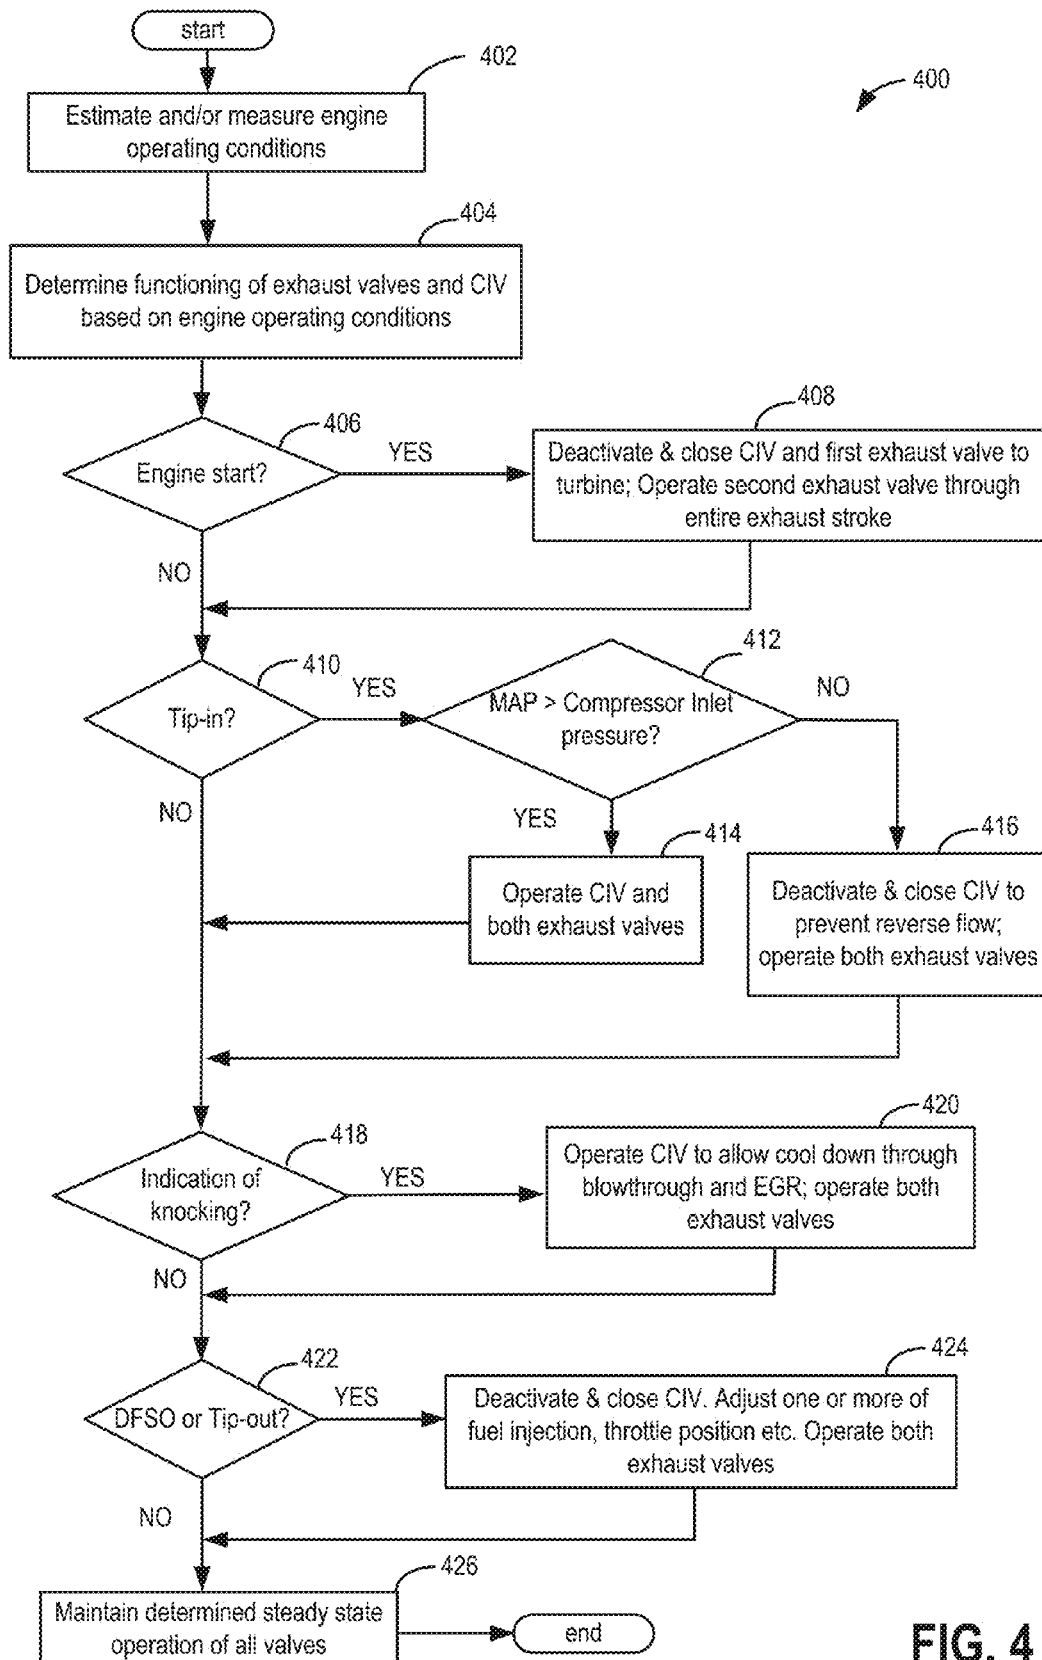 start
402
400
Estimate and/or measure engine
operating conditions
404
Determine functioning of exhaust valves and CIV
based on engine operating conditions
406
Engine start?
YES
408
Deactivate & close CIV and first exhaust valve to
turbine; Operate second exhaust valve through
entire exhaust stroke
NO
410
Tip-in?
YES
412
MAP > Compressor Inlet
pressure?
NO
NO
YES
414
Operate CIV and
both exhaust valves
416
Deactivate & close CIV to
prevent reverse flow;
operate both exhaust valves
418
Indication of
knocking?
YES
420
Operate CIV to allow cool down through
blowthrough and EGR; operate both
exhaust valves
NO
422
DFSO or Tip-out?
YES
424
Deactivate & close CIV. Adjust one or more of
fuel injection, throttle position etc. Operate both
exhaust valves
NO
426
Maintain determined steady state
operation of all valves
end
FIG. 4